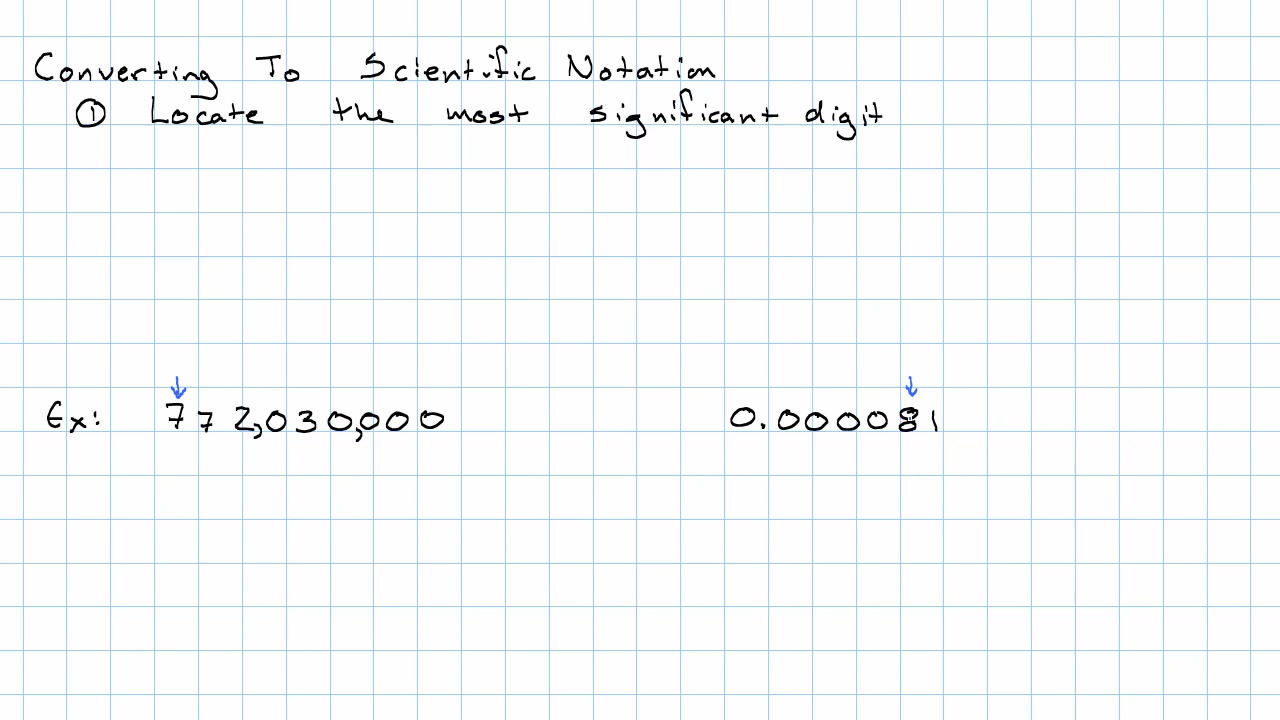 Converting To Scientific Notation
① Locate the most significant digit
Ex: 772,030,000 0.000081